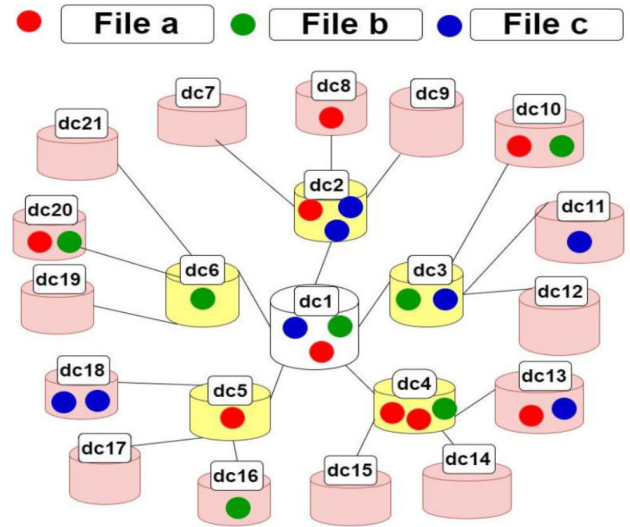 File a File b File c
dc7 dc8 dc9
dc21 dc10
dc2
dc20 dc11
dc6 dc3
dc19 dc12
dc1
dc18 dc5 dc4 dc13
dc17 dc16 dc15 dc14